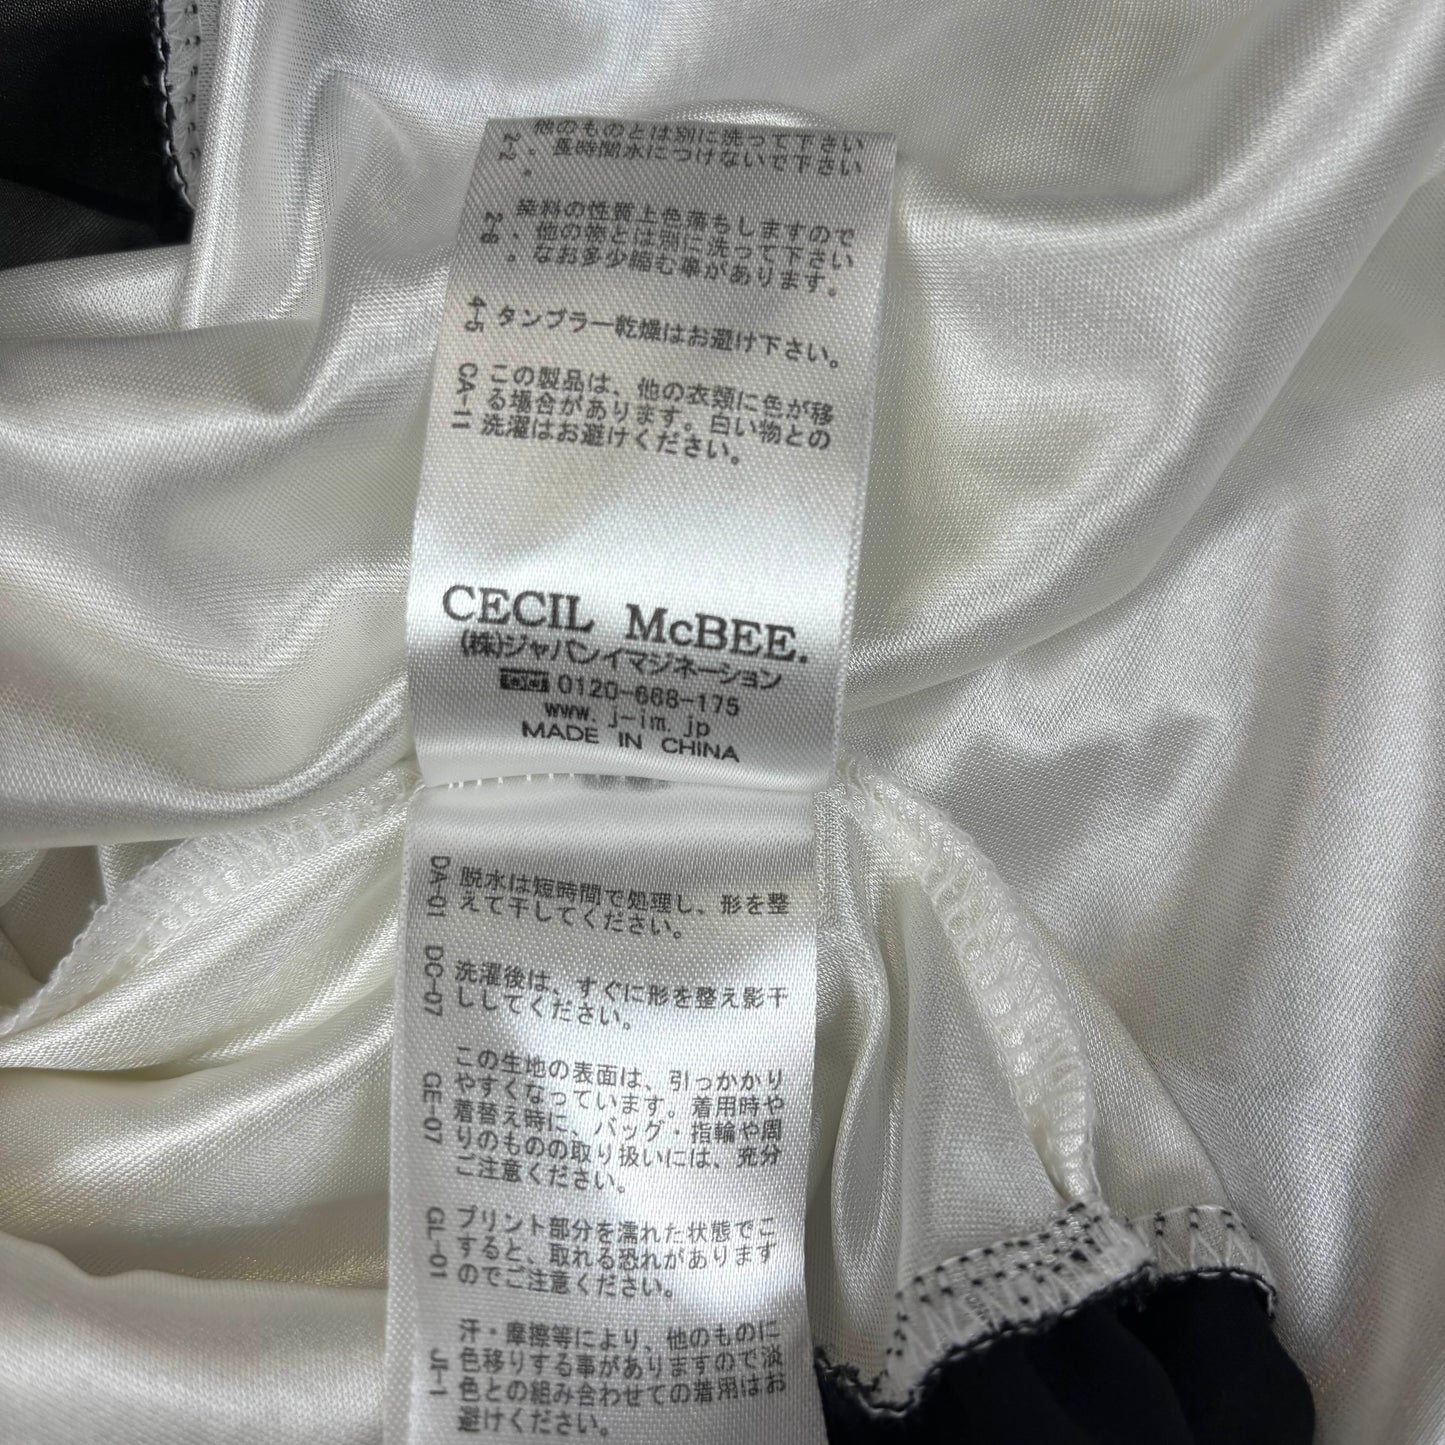 他のものとは別に洗って下さい
2-2 。長時間水につけないで下さい
。
染料の性質上色落ちしますので
2-6 、他の物とは別に洗って下さい
。なお多少縮む事があります。
4-5 タンブラー乾燥はお避け下さい。
この製品は、他の衣類に色が移
CA-11 る場合があります。白い物との
洗濯はお避けください。
CECIL McBEE.
(株)ジャパンイマジネーション
0120-668-175
www.j-im.jp
MADE IN CHINA
DA-01 脱水は短時間で処理し、形を整
えて干してください。
DC-07 洗濯後は、すぐに形を整え影干
ししてください。
この生地の表面は、引っかかり
GE-07 やすくなっています。着用時や
着替え時に、バッグ・指輪や周
りのものの取り扱いには、充分
ご注意ください。
GL-01 プリント部分を濡れた状態でこ
すると、取れる恐れがあります
のでご注意ください。
汗・摩擦等により、他のものに
JI-1 色移りする事がありますので淡
色との組み合わせての着用はお
避けください。